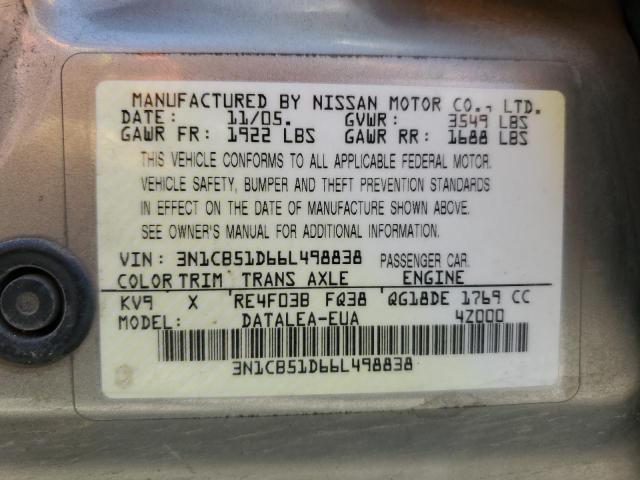 MANUFACTURED BY NISSAN MOTOR CO., LTD.
DATE: 11/05. GVWR: 3549 LBS
GAWR FR: 1922 LBS GAWR RR: 1688 LBS
THIS VEHICLE CONFORMS TO ALL APPLICABLE FEDERAL MOTOR.
VEHICLE SAFETY, BUMPER AND THEFT PREVENTION STANDARDS
IN EFFECT ON THE DATE OF MANUFACTURE SHOWN ABOVE.
SEE OWNER'S MANUAL FOR ADDITIONAL INFORMATION.
VIN: 3N1CB51D66L498838 PASSENGER CAR.
COLOR TRIM TRANS AXLE ENGINE
KV9 X RE4F03B FQ38 QG18DE 1769 CC
MODEL: DATALEA-EUA 4Z000
3N1CB51D66L498838